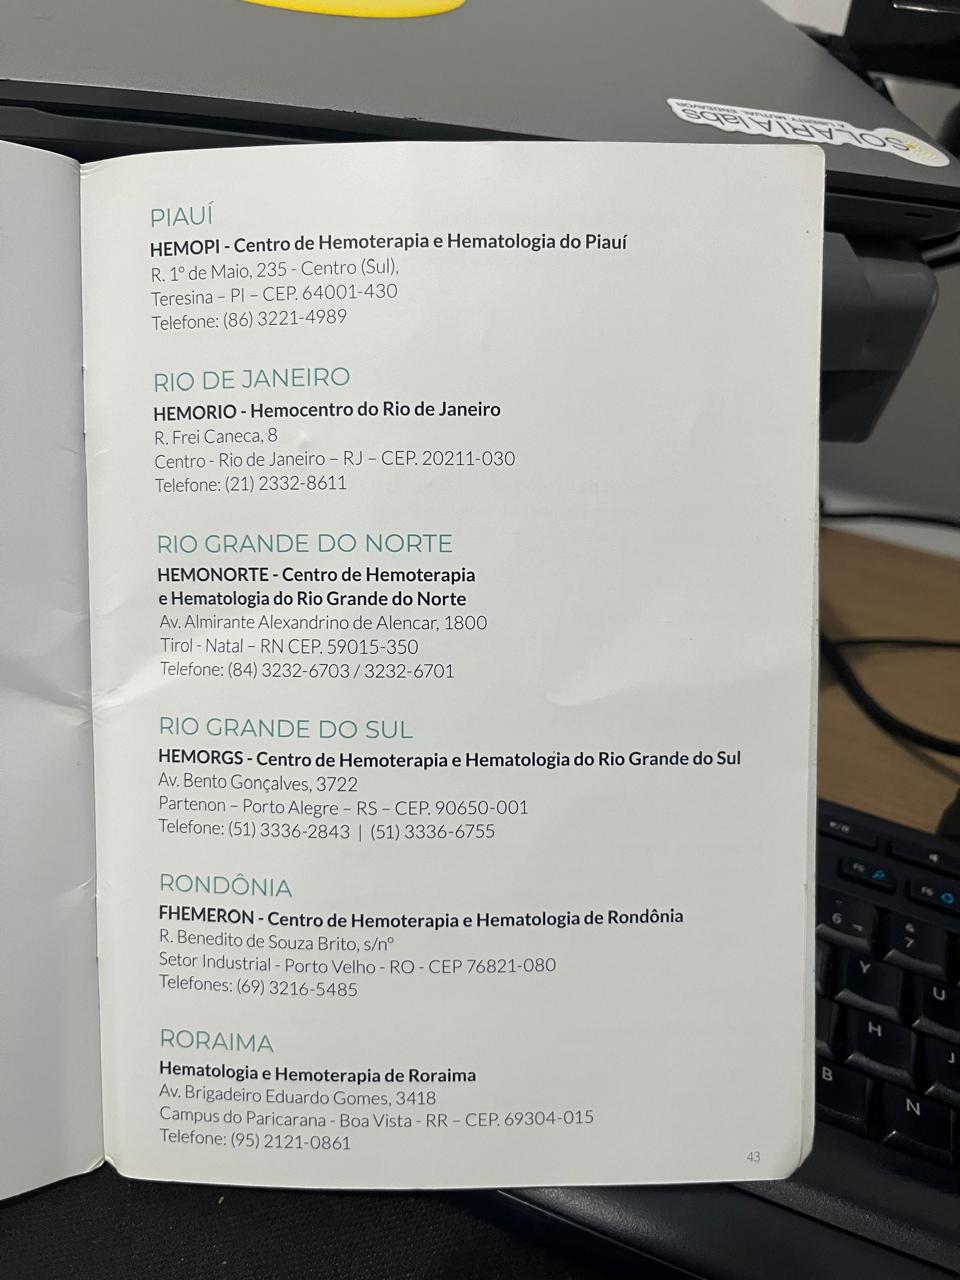 SOLARIAlabs
A LIBERTY MUTUAL ENDEAVOR
PIAUÍ
HEMOPI - Centro de Hemoterapia e Hematologia do Piauí
R. 1º de Maio, 235 - Centro (Sul),
Teresina – PI – CEP. 64001-430
Telefone: (86) 3221-4989
RIO DE JANEIRO
HEMORIO - Hemocentro do Rio de Janeiro
R. Frei Caneca, 8
Centro - Rio de Janeiro – RJ – CEP. 20211-030
Telefone: (21) 2332-8611
RIO GRANDE DO NORTE
HEMONORTE - Centro de Hemoterapia
e Hematologia do Rio Grande do Norte
Av. Almirante Alexandrino de Alencar, 1800
Tirol - Natal – RN CEP. 59015-350
Telefone: (84) 3232-6703 / 3232-6701
RIO GRANDE DO SUL
HEMORGS - Centro de Hemoterapia e Hematologia do Rio Grande do Sul
Av. Bento Gonçalves, 3722
Partenon – Porto Alegre – RS – CEP. 90650-001
Telefone: (51) 3336-2843 | (51) 3336-6755
RONDÔNIA
FHEMERON - Centro de Hemoterapia e Hematologia de Rondônia
R. Benedito de Souza Brito, s/nº
Setor Industrial - Porto Velho - RO - CEP 76821-080
Telefones: (69) 3216-5485
RORAIMA
Hematologia e Hemoterapia de Roraima
Av. Brigadeiro Eduardo Gomes, 3418
Campus do Paricarana - Boa Vista - RR – CEP. 69304-015
Telefone: (95) 2121-0861
43
F5
F6
6
&
7
Y
U
H
J
B
N